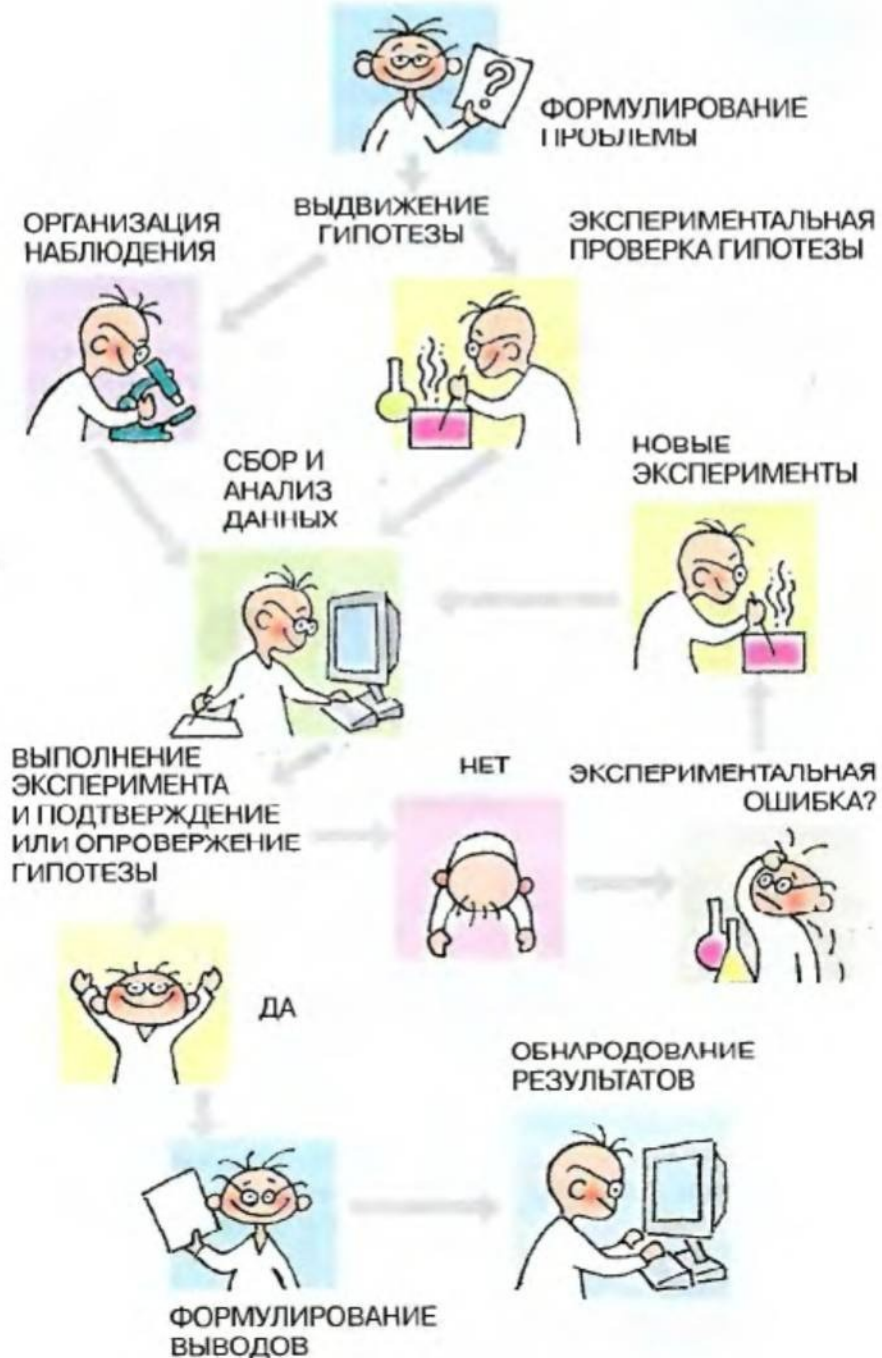 ФОРМУЛИРОВАНИЕ
ПРОБЛЕМЫ
ВЫДВИЖЕНИЕ
ГИПОТЕЗЫ
ОРГАНИЗАЦИЯ
НАБЛЮДЕНИЯ
ЭКСПЕРИМЕНТАЛЬНАЯ
ПРОВЕРКА ГИПОТЕЗЫ
СБОР И
АНАЛИЗ
ДАННЫХ
НОВЫЕ
ЭКСПЕРИМЕНТЫ
ВЫПОЛНЕНИЕ
ЭКСПЕРИМЕНТА
И ПОДТВЕРЖДЕНИЕ
ИЛИ ОПРОВЕРЖЕНИЕ
ГИПОТЕЗЫ
НЕТ
ЭКСПЕРИМЕНТАЛЬНАЯ
ОШИБКА?
ДА
ОБНАРОДОВАНИЕ
РЕЗУЛЬТАТОВ
ФОРМУЛИРОВАНИЕ
ВЫВОДОВ
?